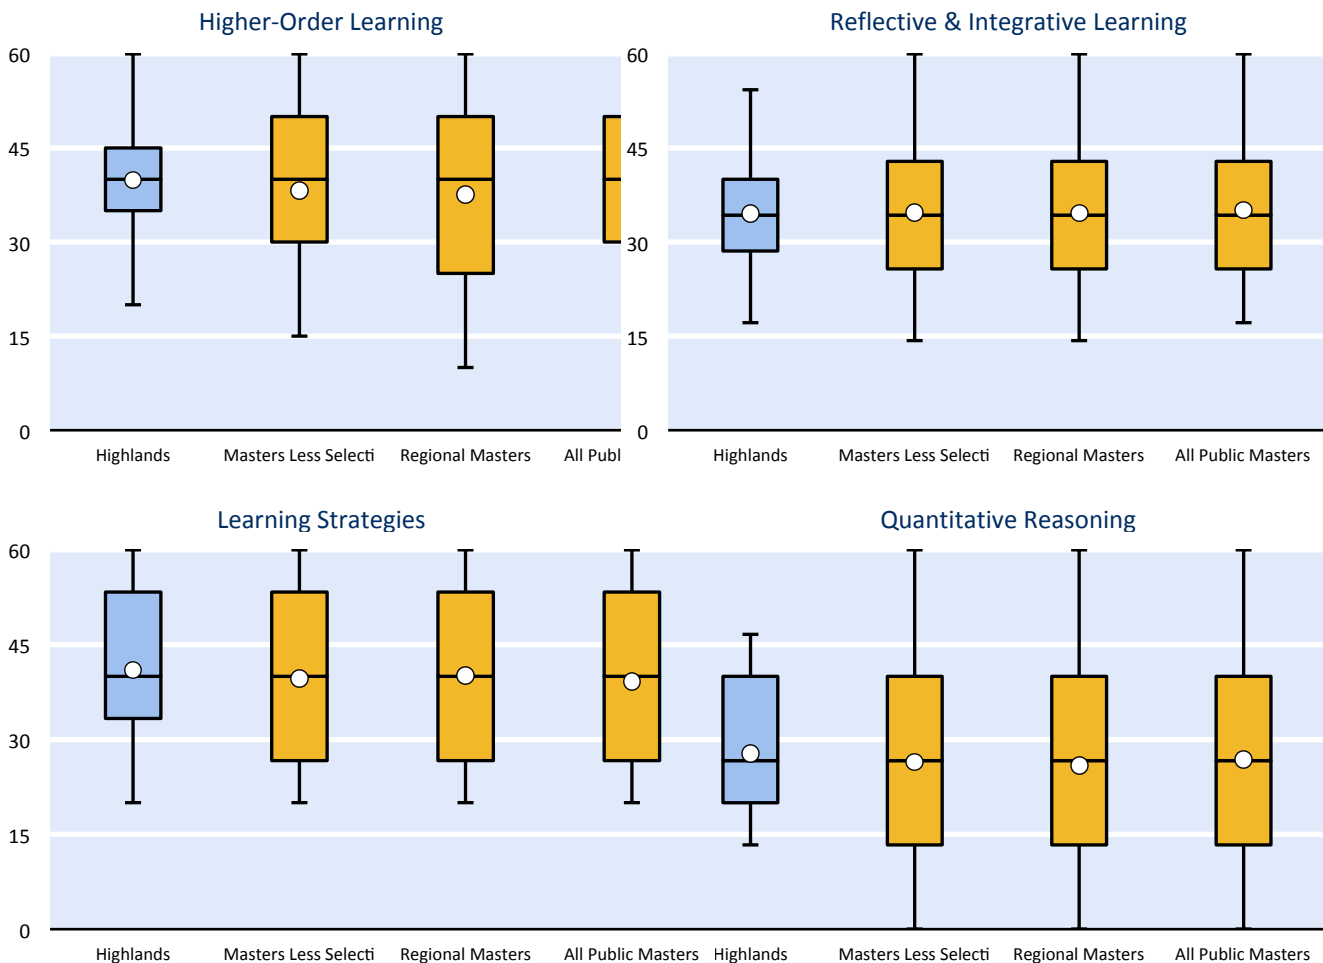 Higher-Order Learning
60
45
30
15
0
Highlands Masters Less Selecti Regional Masters All Publ
Reflective & Integrative Learning
60
45
30
15
0
Highlands Masters Less Selecti Regional Masters All Public Masters
Learning Strategies
60
45
30
15
0
Highlands Masters Less Selecti Regional Masters All Public Masters
Quantitative Reasoning
Highlands Masters Less Selecti Regional Masters All Public Masters